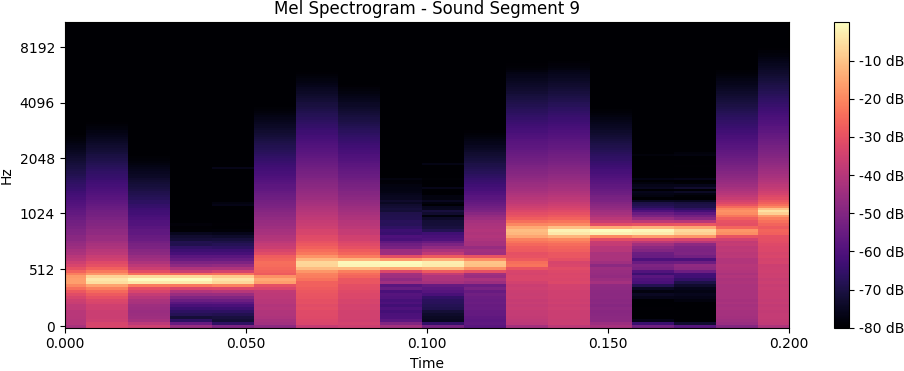 Mel Spectrogram - Sound Segment 9
Hz
8192
4096
2048
1024
512
0
0.000 0.050 0.100 0.150 0.200
Time
-10 dB
-20 dB
-30 dB
-40 dB
-50 dB
-60 dB
-70 dB
-80 dB